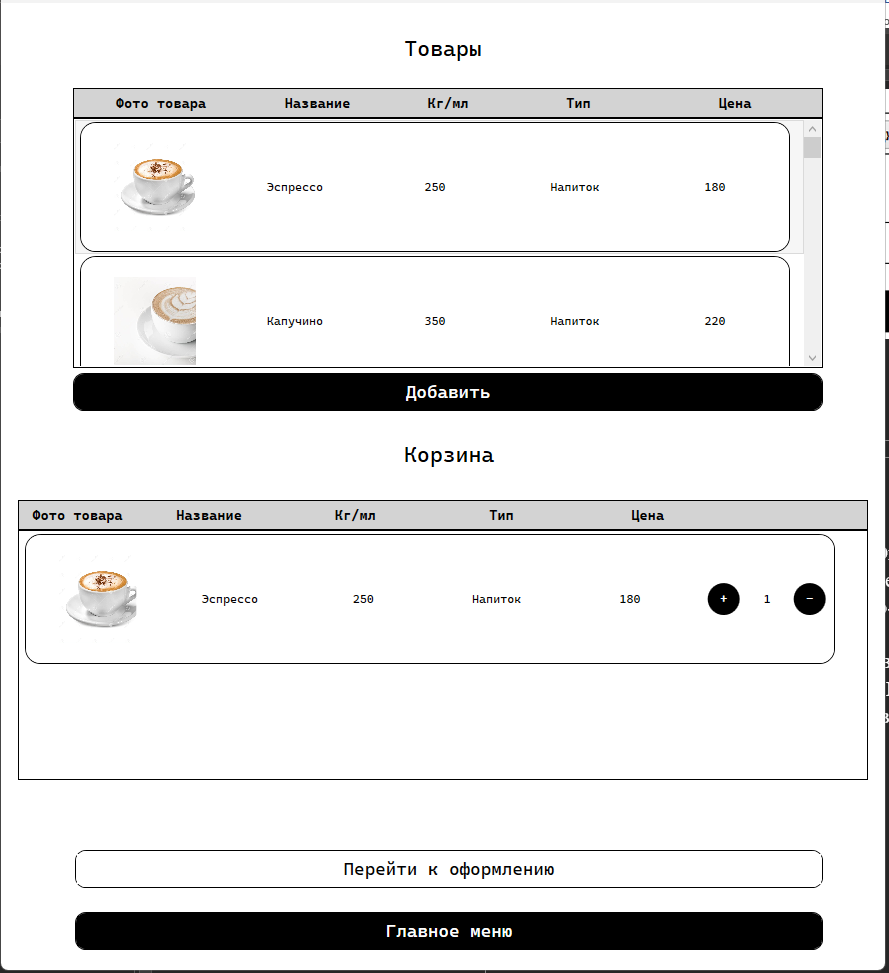 Товары
Фото товара Название Кг/мл Тип Цена
Эспрессо 250 Напиток 180
Капучино 350 Напиток 220
Добавить
Корзина
Фото товара Название Кг/мл Тип Цена
Эспрессо 250 Напиток 180 + 1 −
Перейти к оформлению
Главное меню